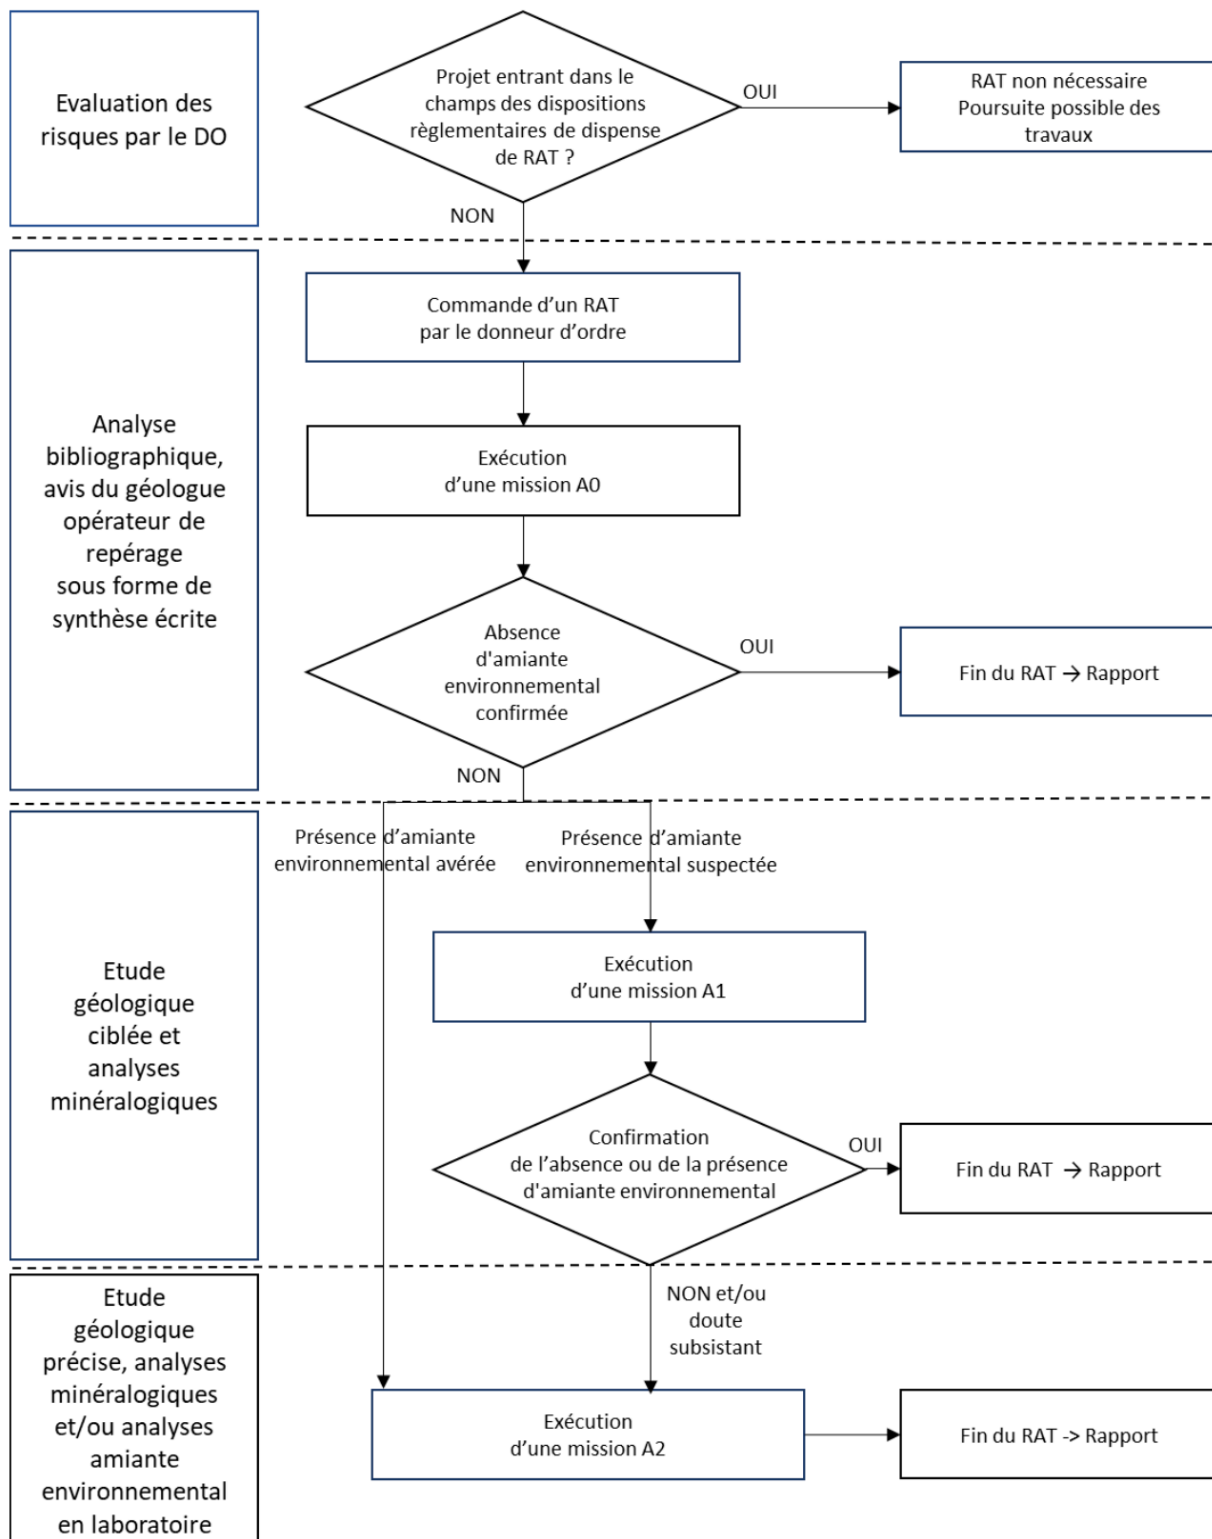 Evaluation des
risques par le DO
Projet entrant dans le
champs des dispositions
règlementaires de dispense
de RAT ?
OUI
RAT non nécessaire
Poursuite possible des
travaux
NON
Analyse
bibliographique,
avis du géologue
opérateur de
repérage
sous forme de
synthèse écrite
Commande d’un RAT
par le donneur d’ordre
Exécution
d’une mission A0
Absence
d'amiante
environnemental
confirmée
OUI
Fin du RAT → Rapport
NON
Etude
géologique
ciblée et
analyses
minéralogiques
Présence d’amiante
environnemental avérée
Présence d’amiante
environnemental suspectée
Exécution
d’une mission A1
Confirmation
de l’absence ou de la présence
d'amiante environnemental
OUI
Fin du RAT → Rapport
NON et/ou
doute
subsistant
Etude
géologique
précise, analyses
minéralogiques
et/ou analyses
amiante
environnemental
en laboratoire
Exécution
d’une mission A2
Fin du RAT -> Rapport